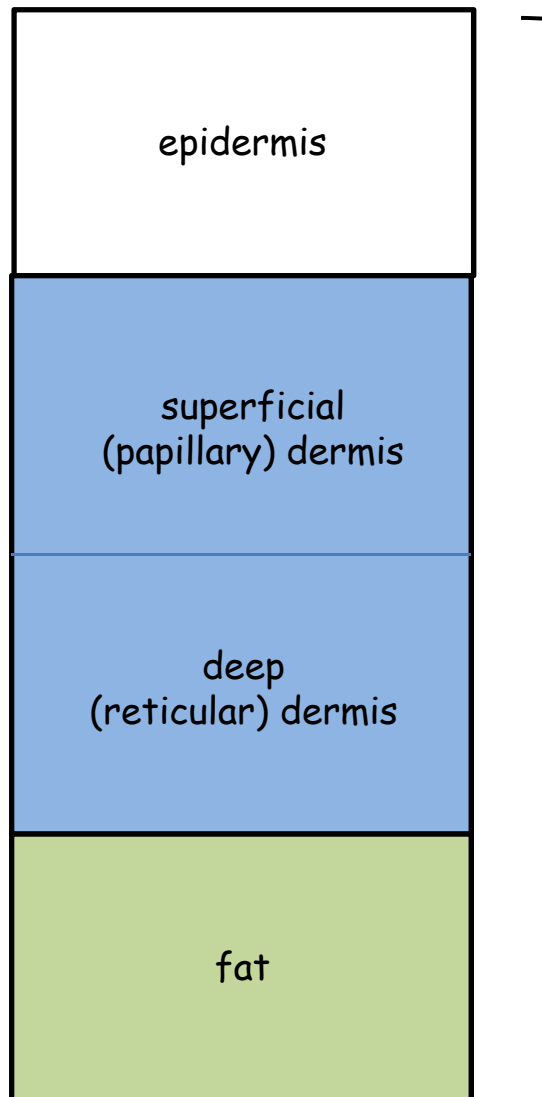 epidermis
superficial
(papillary) dermis
deep
(reticular) dermis
fat